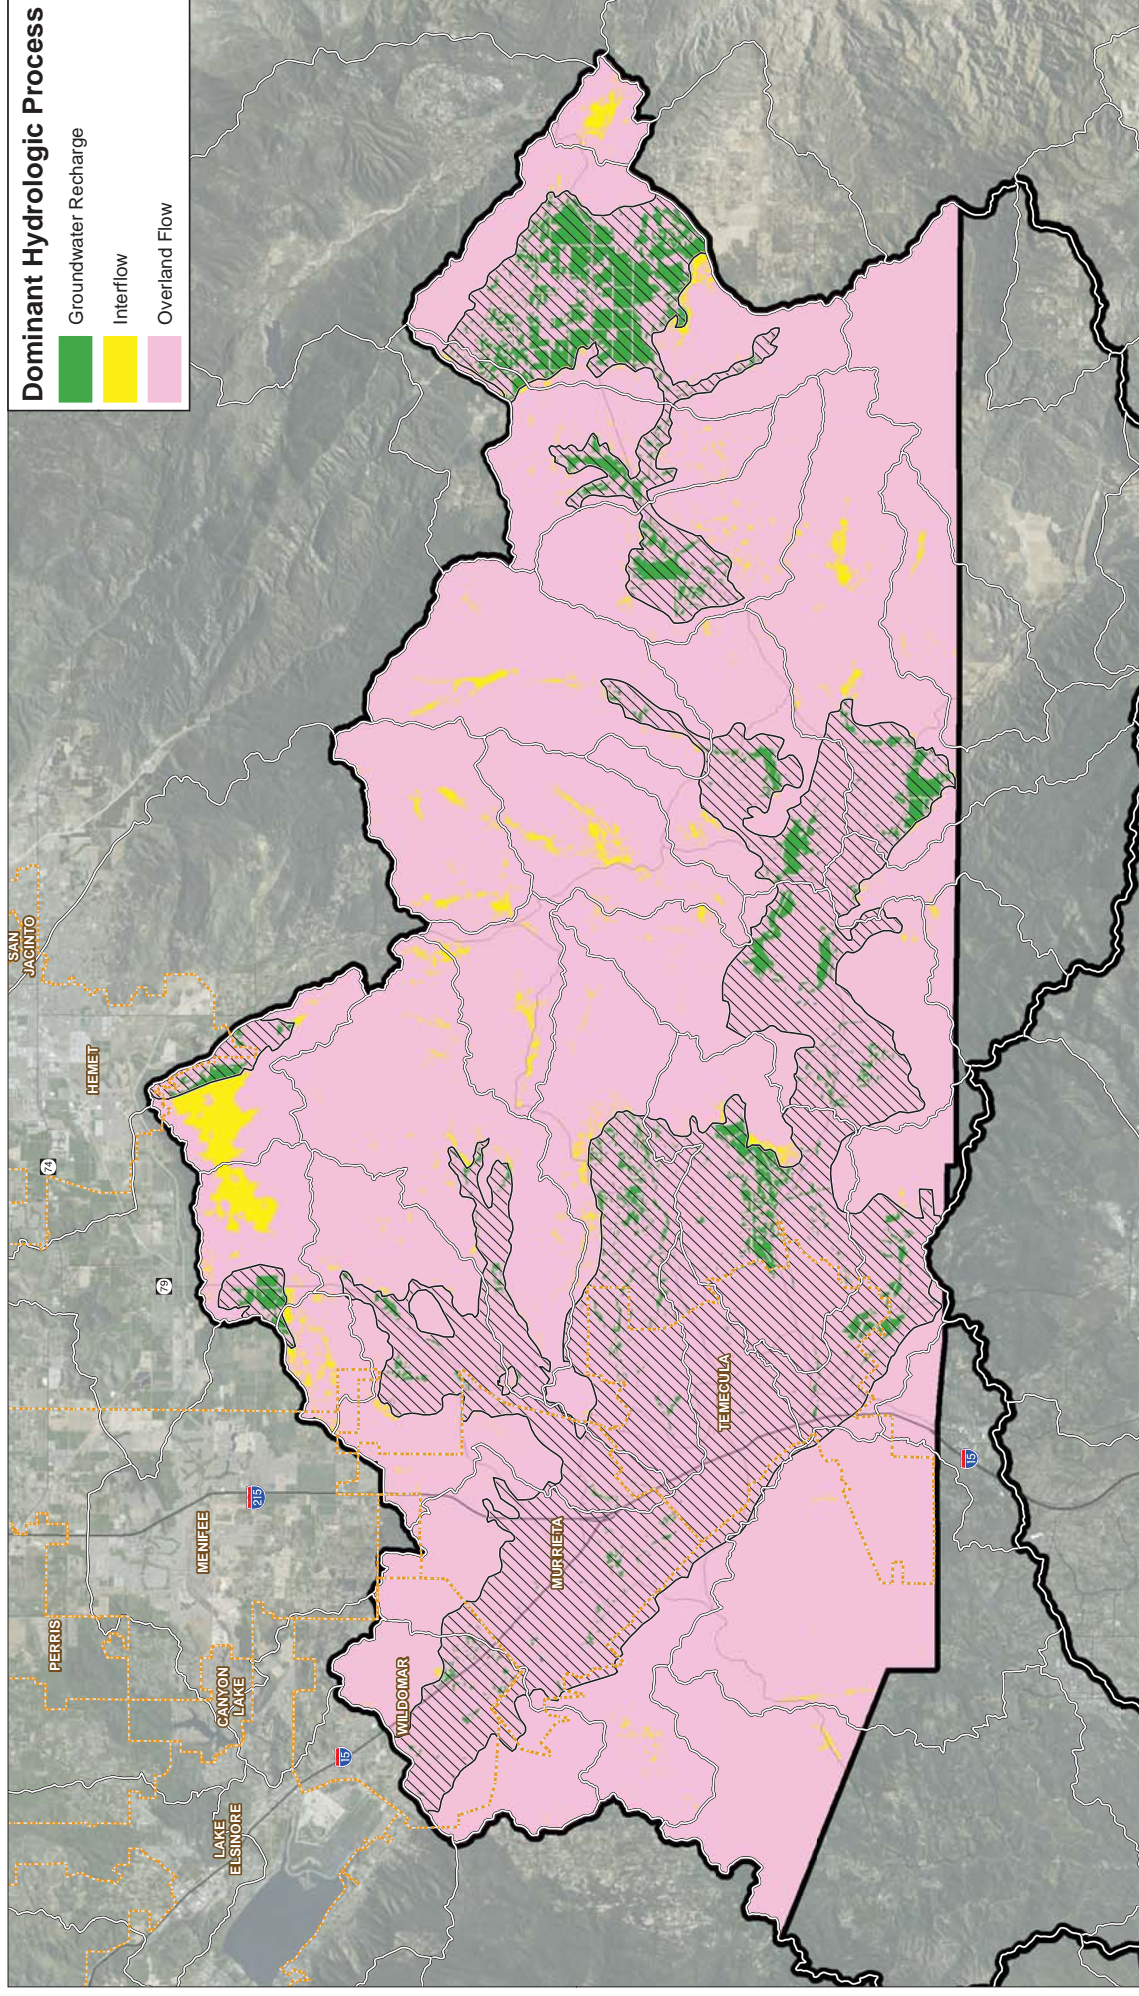 Dominant Hydrologic Process
Groundwater Recharge
Interflow
Overland Flow
SAN
JACINTO
HEMET
74
79
PERRIS
MENIFEE
215
CANYON
LAKE
LAKE
ELSINORE
15
WILDOMAR
MURRIETA
TEMECULA
15